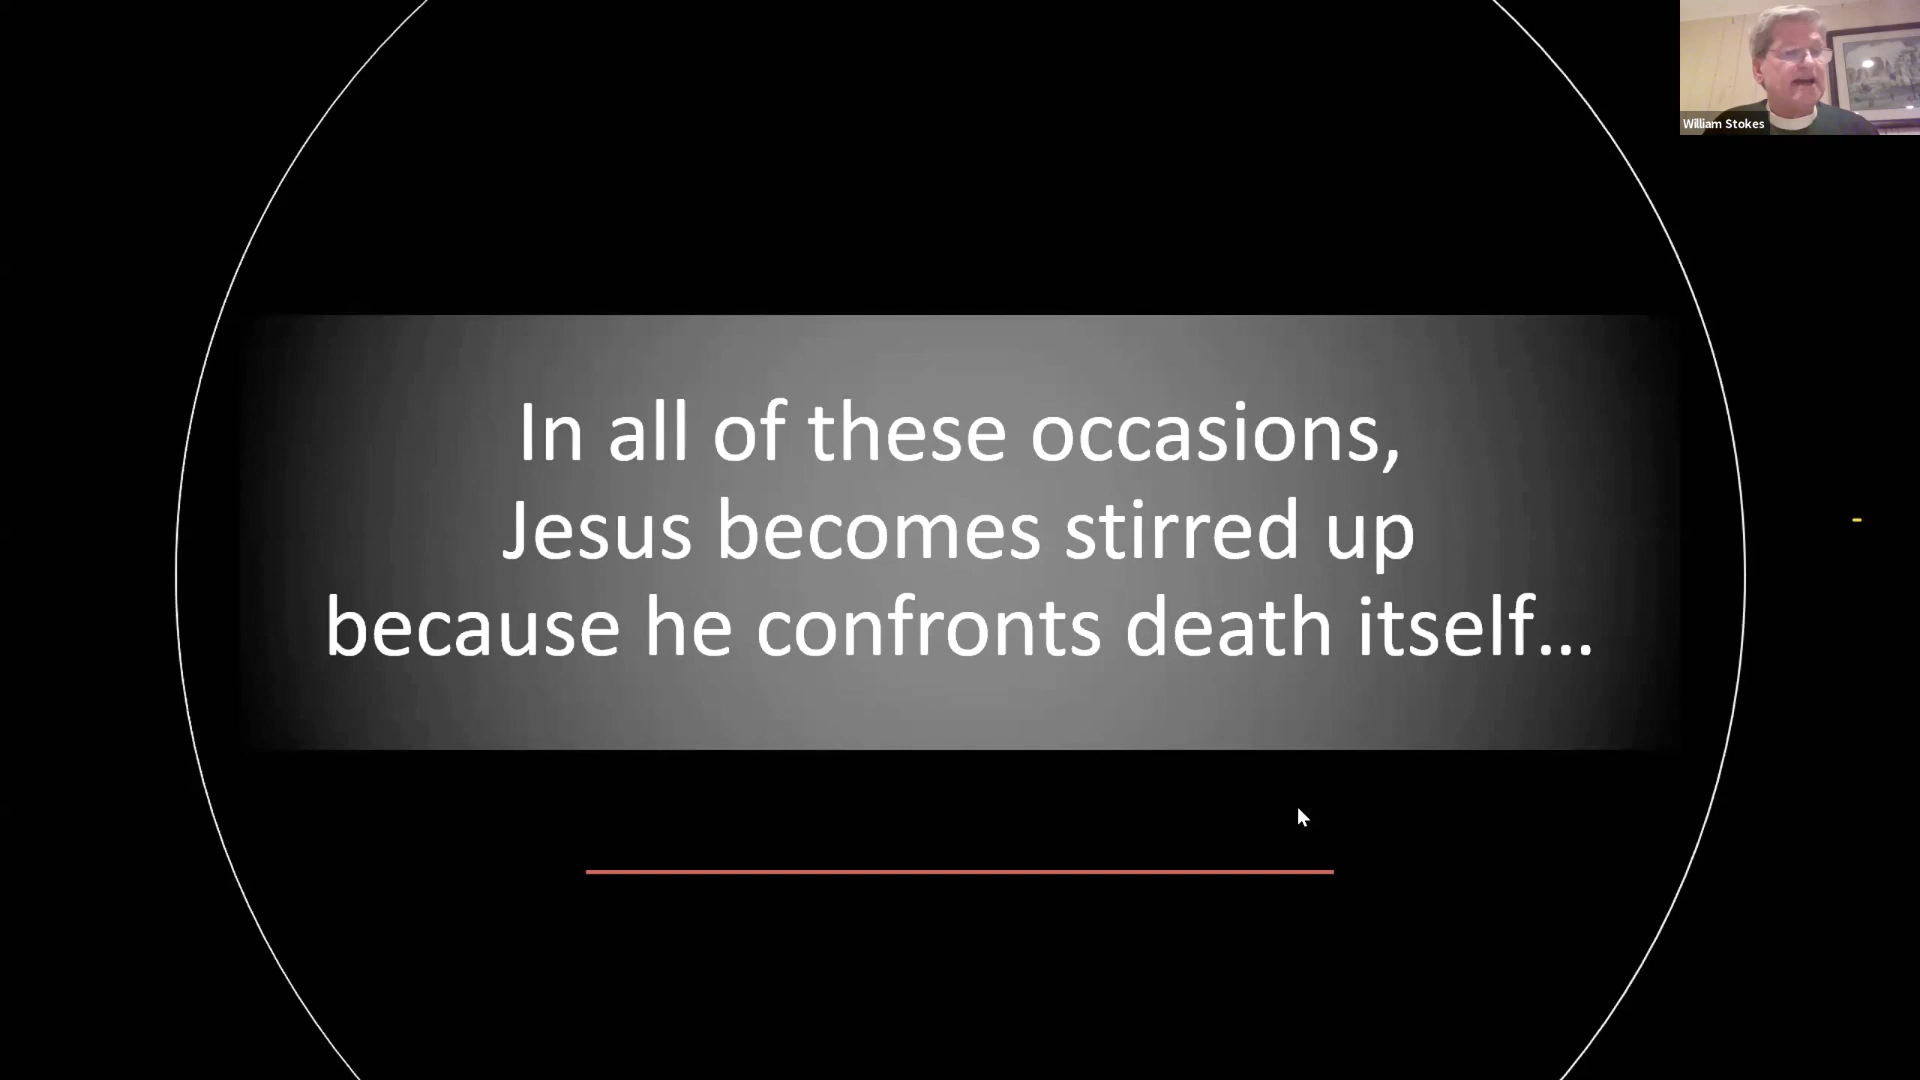 William Stokes
In all of these occasions,
Jesus becomes stirred up
because he confronts death itself...